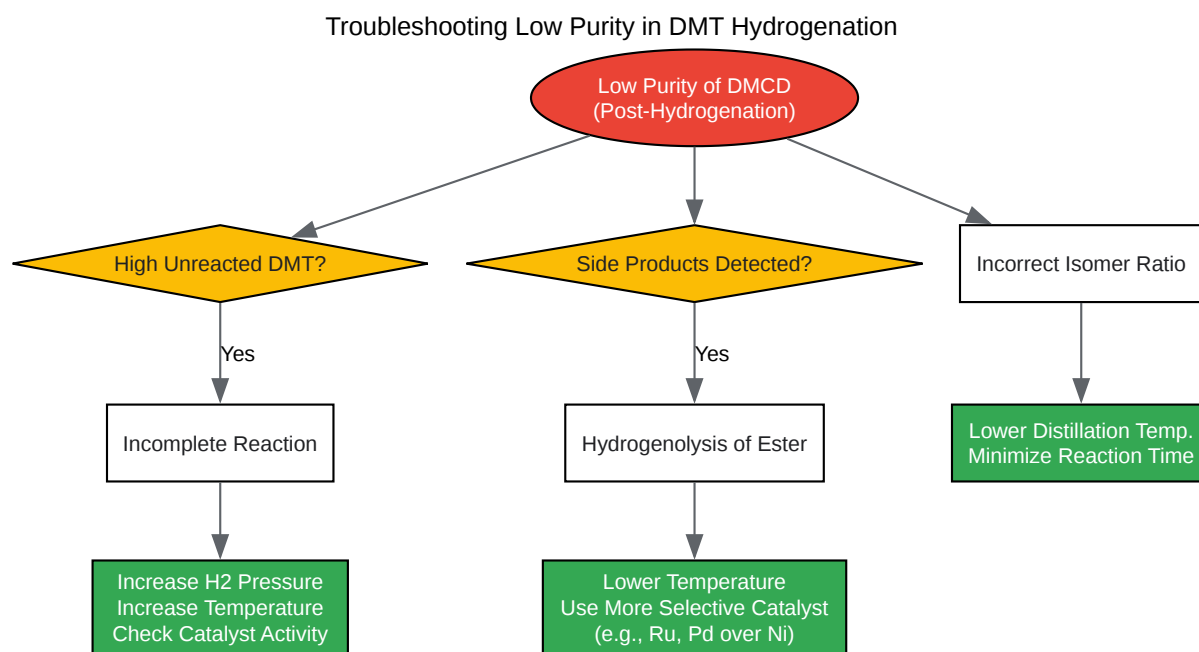 Troubleshooting Low Purity in DMT Hydrogenation
Low Purity of DMCD
(Post-Hydrogenation)
High Unreacted DMT?
Side Products Detected?
Incorrect Isomer Ratio
Yes
Yes
Incomplete Reaction
Hydrogenolysis of Ester
Lower Distillation Temp.
Minimize Reaction Time
Increase H2 Pressure
Increase Temperature
Check Catalyst Activity
Lower Temperature
Use More Selective Catalyst
(e.g., Ru, Pd over Ni)